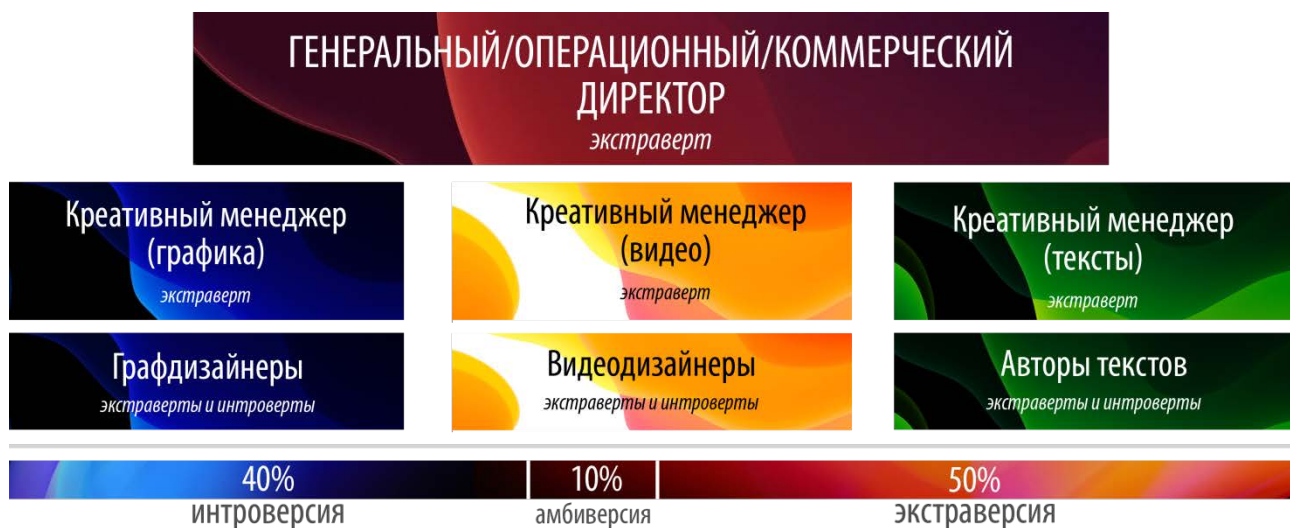 ГЕНЕРАЛЬНЫЙ/ОПЕРАЦИОННЫЙ/КОММЕРЧЕСКИЙ
ДИРЕКТОР
экстраверт
Креативный менеджер
(графика)
экстраверт
Креативный менеджер
(видео)
экстраверт
Креативный менеджер
(тексты)
экстраверт
Графдизайнеры
экстраверты и интроверты
Видеодизайнеры
экстраверты и интроверты
Авторы текстов
экстраверты и интроверты
40%
10%
50%
интроверсия
амбиверсия
экстраверсия